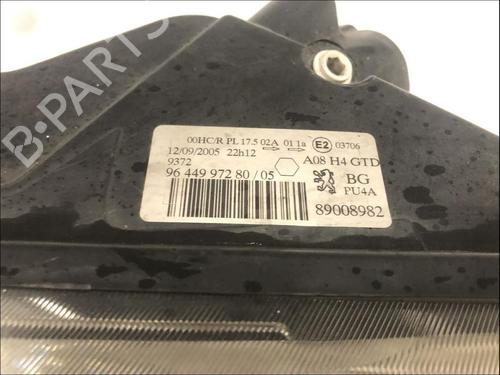 B-PARTS
00HC/R PL 17.5 02A → 01 1a E2 03706
12/09/2005 22h12 A08 H4 GTD
9372 BG
96 449 972 80 / 05 PU4A
89008982